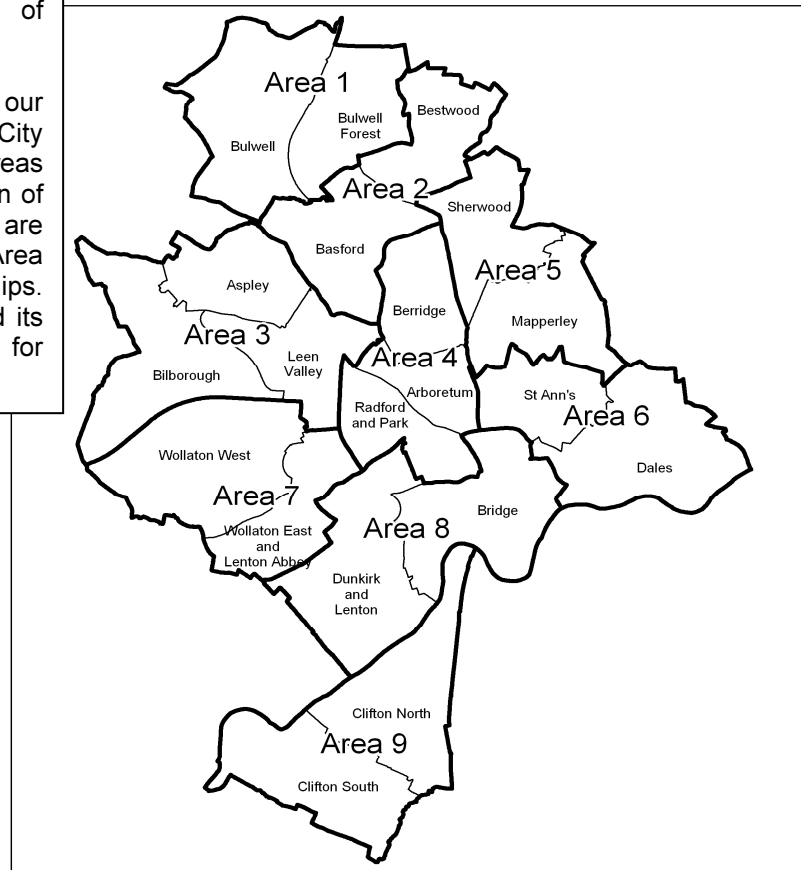 of
our
City
reas
n of
are
Area
ips.
d its
for
Area 1
Bulwell
Bulwell
Forest
Bestwood
Area 2
Sherwood
Basford
Area 5
Mapperley
Aspley
Area 3
Bilborough
Leen
Valley
Berridge
Area 4
Arboretum
Radford
and Park
St Ann's
Area 6
Dales
Wollaton West
Area 7
Wollaton East
and
Lenton Abbey
Area 8
Bridge
Dunkirk
and
Lenton
Clifton North
Area 9
Clifton South